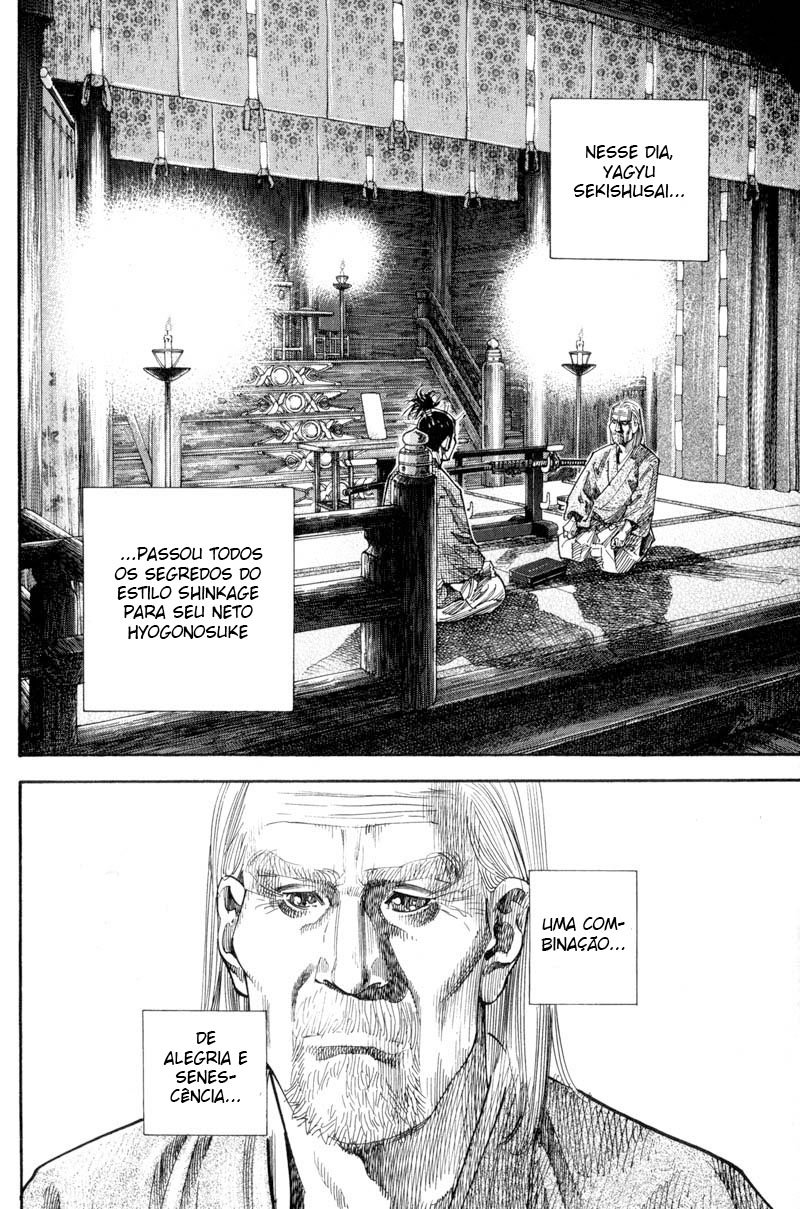 NESSE DIA,
YAGYU
SEKISHUSAI...
...PASSOU TODOS
OS SEGREDOS DO
ESTILO SHINKAGE
PARA SEU NETO
HYOGONOSUKE
UMA COM-
BINAÇÃO...
DE
ALEGRIA E
SENES-
CÊNCIA...